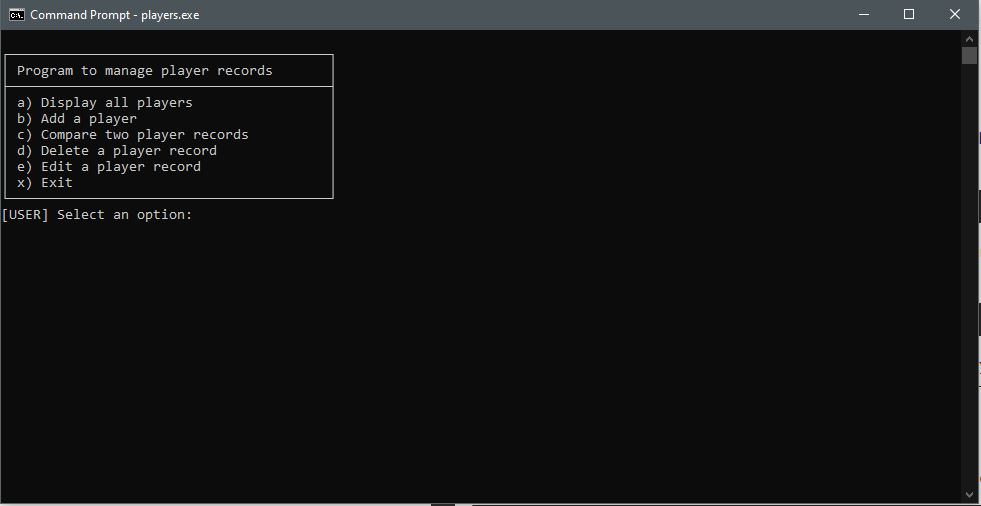 Command Prompt - players.exe
Program to manage player records
a) Display all players
b) Add a player
c) Compare two player records
d) Delete a player record
e) Edit a player record
x) Exit
[USER] Select an option: